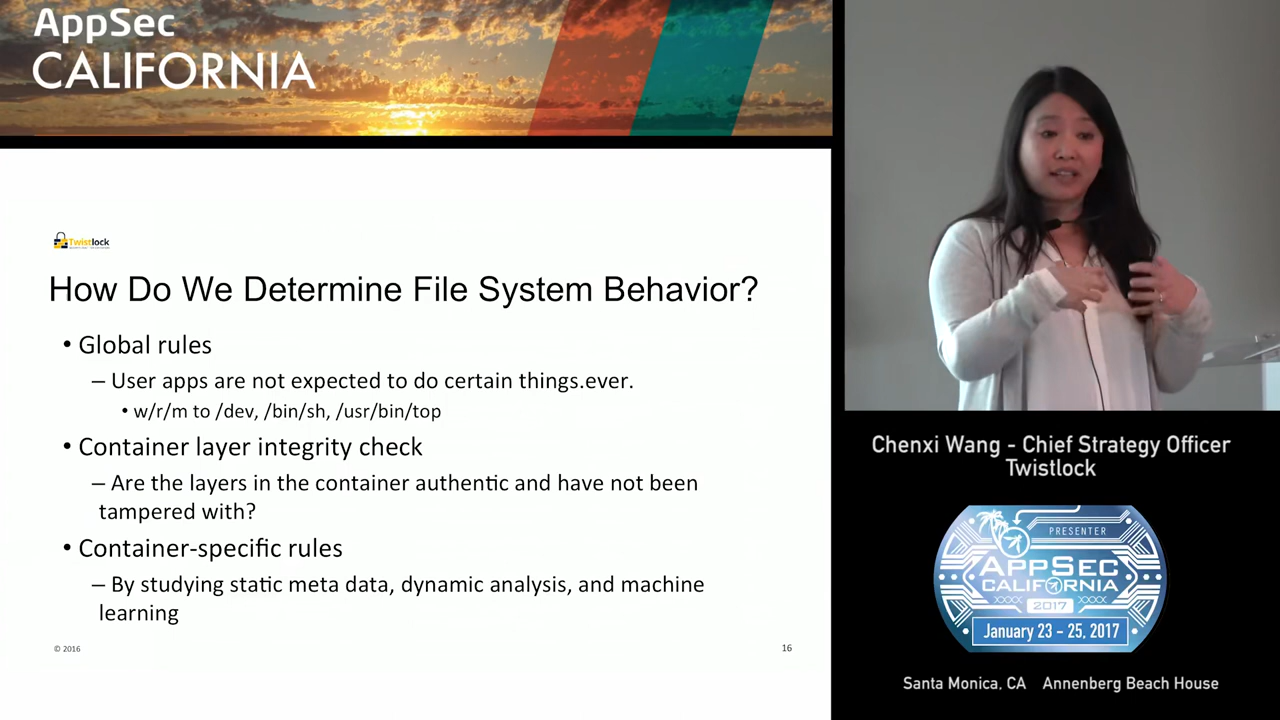 AppSec
CALIFORNIA
Twistlock
How Do We Determine File System Behavior?
• Global rules
– User apps are not expected to do certain things.ever.
• w/r/m to /dev, /bin/sh, /usr/bin/top
• Container layer integrity check
– Are the layers in the container authentic and have not been
tampered with?
• Container-specific rules
– By studying static meta data, dynamic analysis, and machine
learning
© 2016
16
Chenxi Wang - Chief Strategy Officer
Twistlock
PRESENTER
APPSEC
CALIFORNIA
2017
January 23 - 25, 2017
Santa Monica, CA Annenberg Beach House